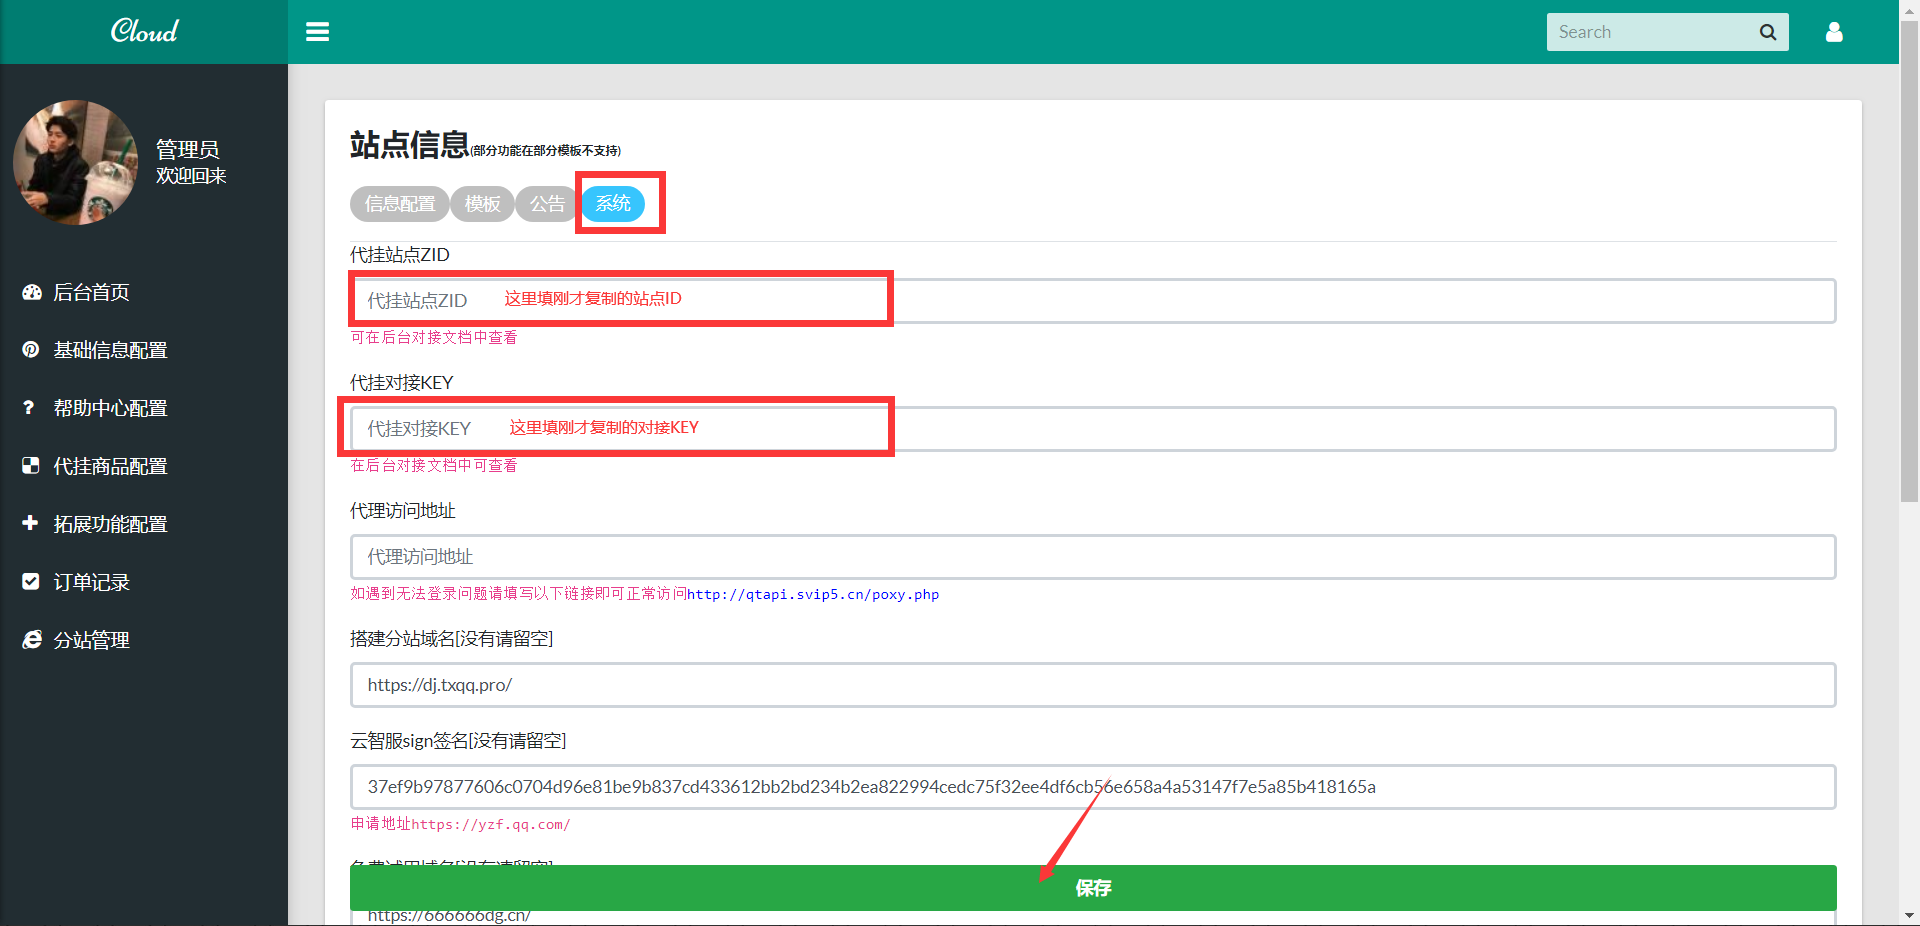 Cloud
Search
管理员
欢迎回来
后台首页
基础信息配置
帮助中心配置
代挂商品配置
拓展功能配置
订单记录
分站管理
站点信息(部分功能在部分模板不支持)
信息配置 模板 公告 系统
代挂站点ZID
代挂站点ZID 这里填刚才复制的站点ID
可在后台对接文档中查看
代挂对接KEY
代挂对接KEY 这里填刚才复制的对接KEY
在后台对接文档中可查看
代理访问地址
代理访问地址
如遇到无法登录问题请填写以下链接即可正常访问http://qtapi.svip5.cn/poxy.php
搭建分站域名[没有请留空]
https://dj.txqq.pro/
云智服sign签名[没有请留空]
37ef9b97877606c0704d96e81be9b837cd433612bb2bd234b2ea822994cedc75f32ee4df6cb56e658a4a53147f7e5a85b418165a
申请地址https://yzf.qq.com/
免费试用域名[没有请留空]
保存
https://666666dg.cn/